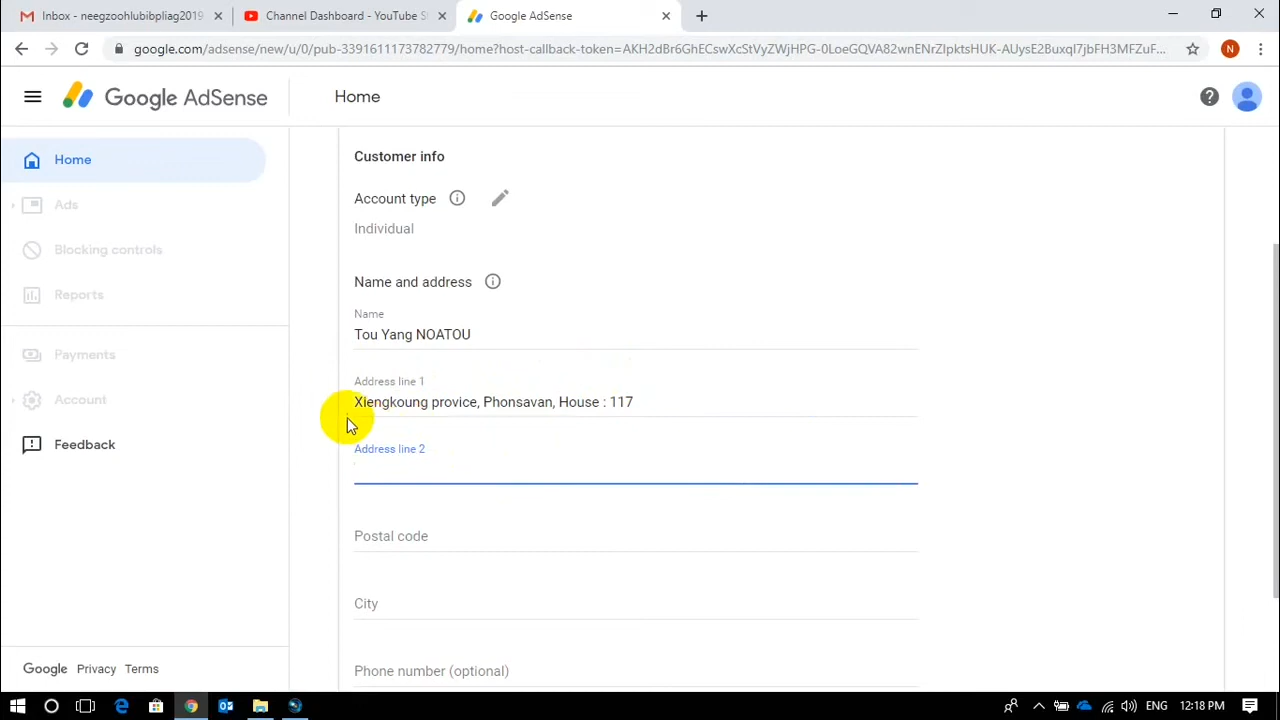 Inbox - neegzoohlubibpliag2019
Channel Dashboard - YouTube S
Google AdSense
google.com/adsense/new/u/0/pub-3391611173782779/home?host-callback-token=AKH2dBr6GhECswXcStVyZWjHPG-0LoeGQVA82wnENrZIpktsHUK-AUysE2BuxqI7jbFH3MFZuF...
N
Google AdSense
Home
Home
Ads
Blocking controls
Reports
Payments
Account
Feedback
Google Privacy Terms
Customer info
Account type
Individual
Name and address
Name
Tou Yang NOATOU
Address line 1
Xiengkoung provice, Phonsavan, House : 117
Address line 2
Postal code
City
Phone number (optional)
ENG 12:18 PM